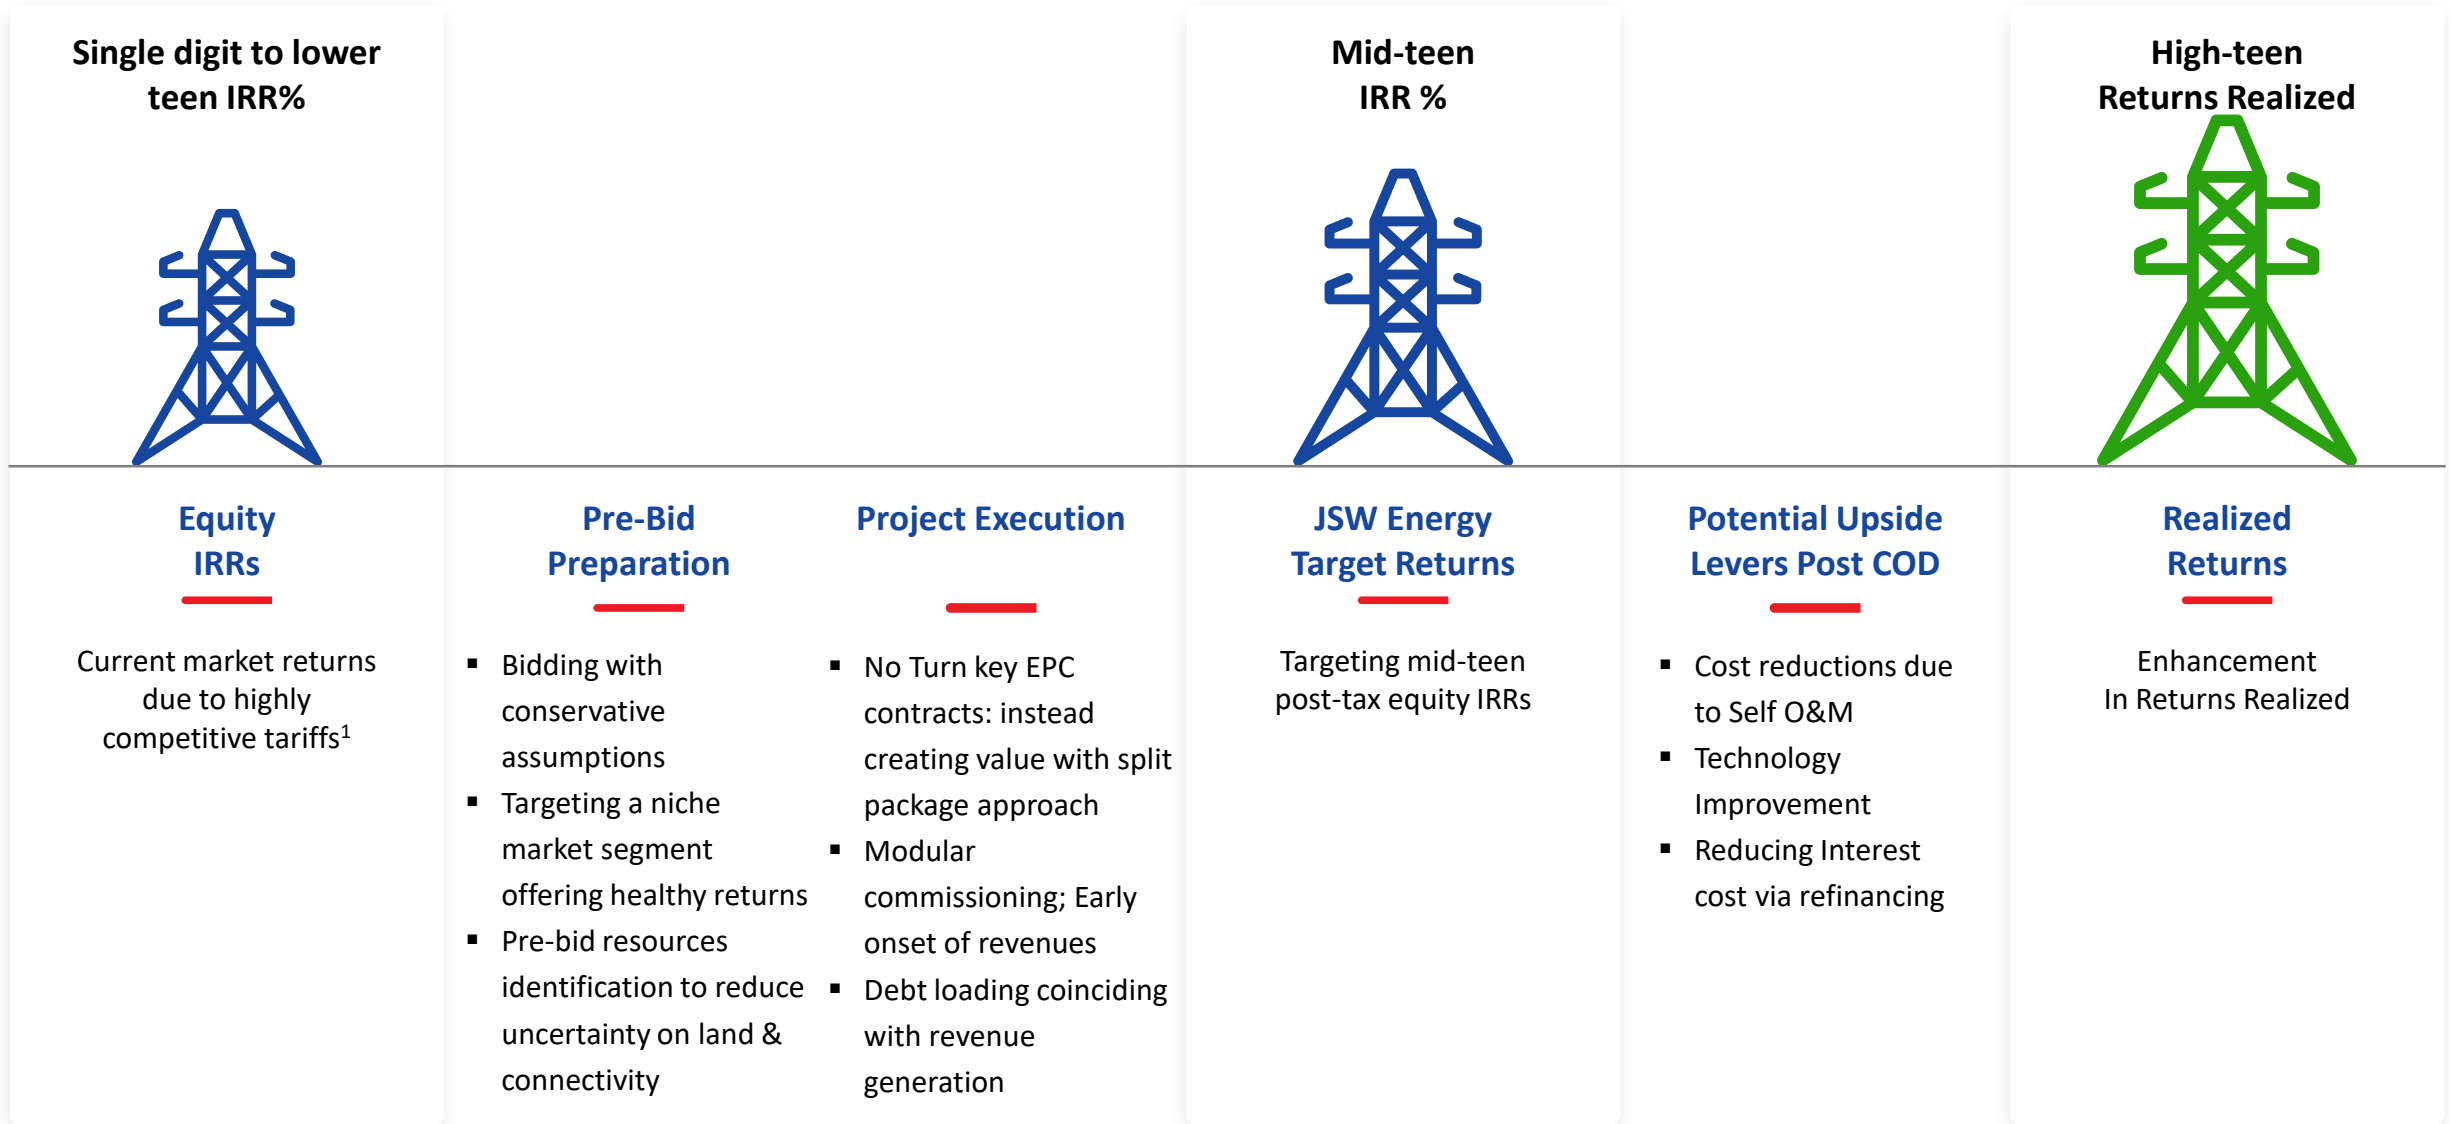 Single digit to lower
teen IRR%
Mid-teen
IRR %
High-teen
Returns Realized
Equity
IRRs
Current market returns
due to highly
competitive tariffs1
Pre-Bid
Preparation
▪ Bidding with
conservative
assumptions
▪ Targeting a niche
market segment
offering healthy returns
▪ Pre-bid resources
identification to reduce
uncertainty on land &
connectivity
Project Execution
▪ No Turn key EPC
contracts: instead
creating value with split
package approach
▪ Modular
commissioning; Early
onset of revenues
▪ Debt loading coinciding
with revenue
generation
JSW Energy
Target Returns
Targeting mid-teen
post-tax equity IRRs
Potential Upside
Levers Post COD
▪ Cost reductions due
to Self O&M
▪ Technology
Improvement
▪ Reducing Interest
cost via refinancing
Realized
Returns
Enhancement
In Returns Realized